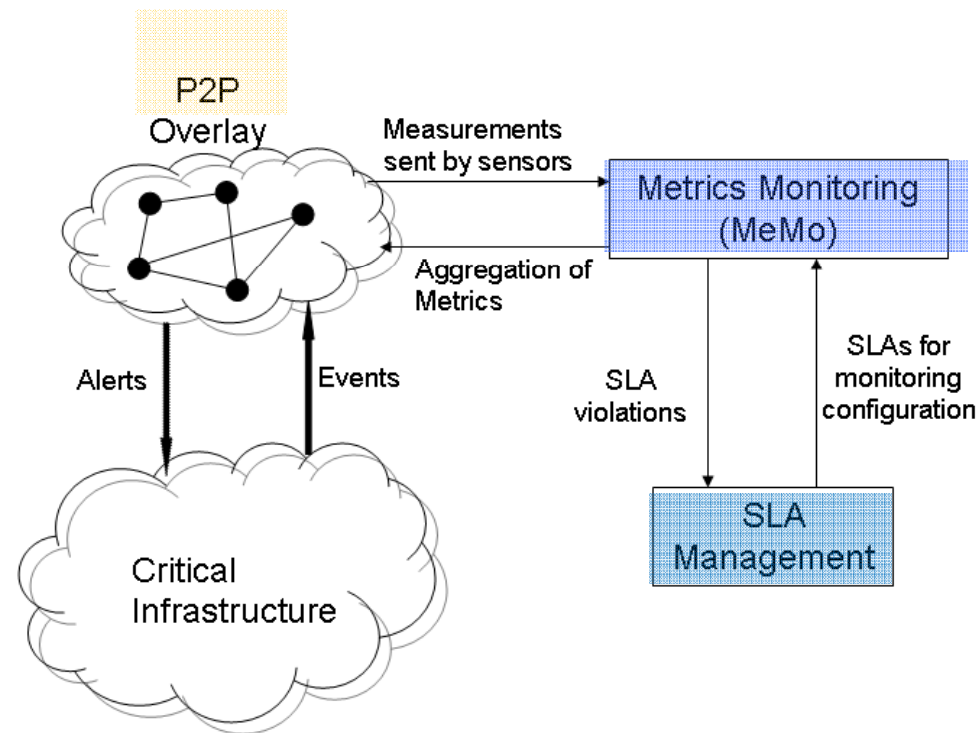 P2P
Overlay
Measurements
sent by sensors
Metrics Monitoring
(MeMo)
Aggregation of
Metrics
Alerts
Events
SLA
violations
SLAs for
monitoring
configuration
SLA
Management
Critical
Infrastructure